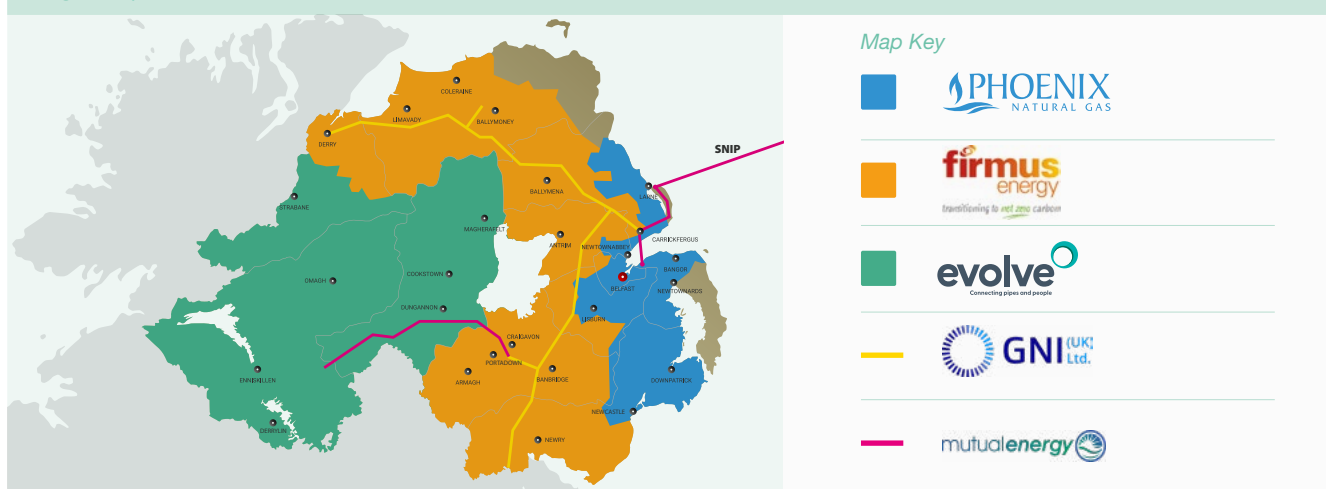 COLERAINE
LIMAVADY
BALLYMONEY
DERRY
SNIP
BALLYMENA
LARNE
STRABANE
MAGHERAFELT
CARRICKFERGUS
ANTRIM
NEWTOWNABBEY
BANGOR
COOKSTOWN
OMAGH
BELFAST
NEWTOWNARDS
DUNGANNON
LISBURN
CRAIGAVON
PORTADOWN
ENNISKILLEN
ARMAGH
BANBRIDGE
DOWNPATRICK
NEWCASTLE
DERRYLIN
NEWRY
Map Key
PHOENIX
NATURAL GAS
firmus
energy
transitioning to net zero carbon
evolve
Connecting pipes and people
GNI (UK)
Ltd.
mutualenergy